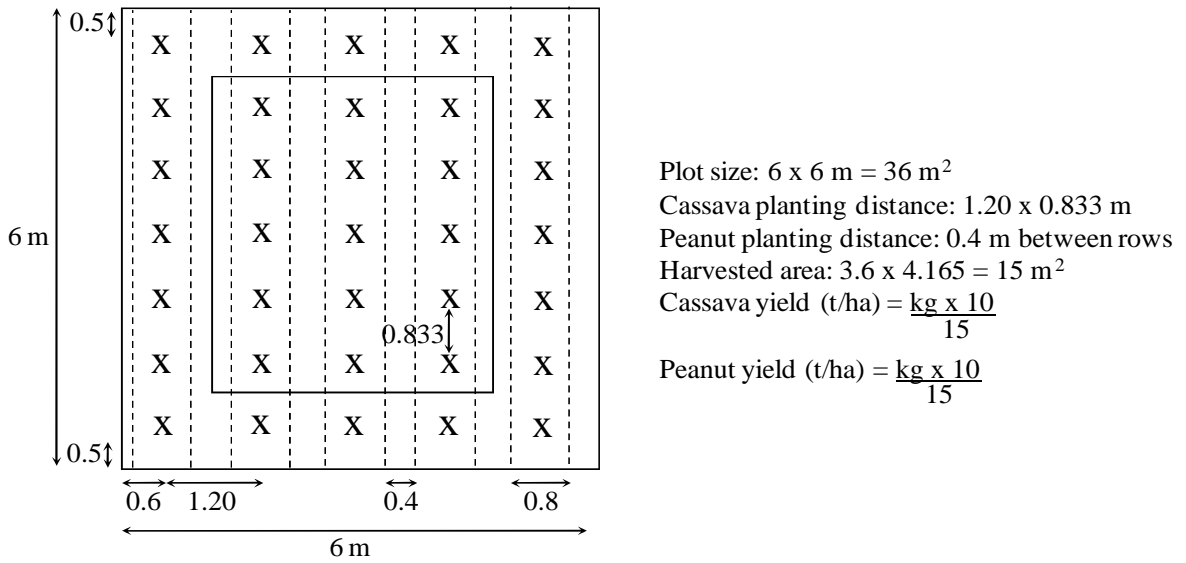 0.5
X X X X X
X X X X X
X X X X X
6 m
X X X X X
X X X X X
0.833
X X X X X
X X X X X
0.5
0.6 1.20 0.4 0.8
6 m
Plot size: 6 x 6 m = 36 m²
Cassava planting distance: 1.20 x 0.833 m
Peanut planting distance: 0.4 m between rows
Harvested area: 3.6 x 4.165 = 15 m²
Cassava yield (t/ha) = kg x 10
15
Peanut yield (t/ha) = kg x 10
15